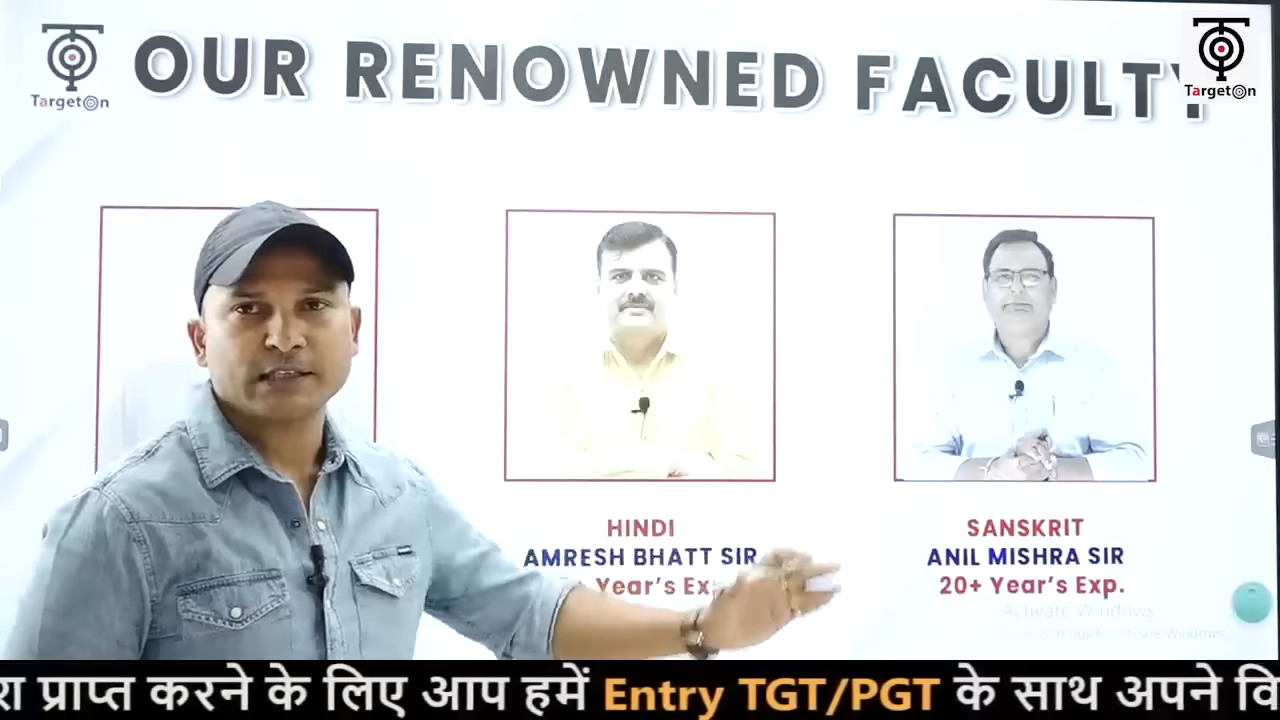 TargetOn
OUR RENOWNED FACULTY
TargetOn
HINDI
AMRESH BHATT SIR
Year's
SANSKRIT
ANIL MISHRA SIR
20+ Year's Exp.
Activate Windows
प्राप्त करने के लिए आप हमें Entry TGT/PGT के साथ अपने